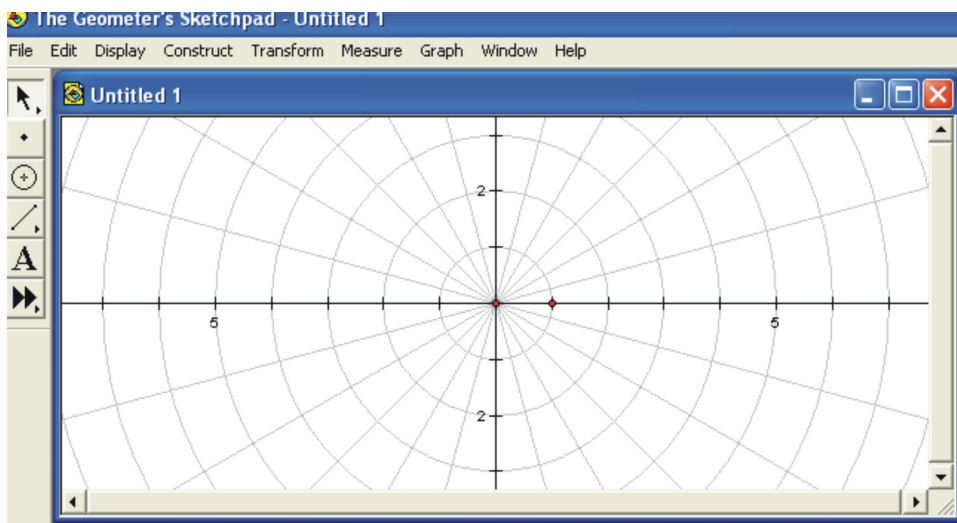 The Geometer's Sketchpad - Untitled 1
File Edit Display Construct Transform Measure Graph Window Help
Untitled 1
A
2
5 5
2